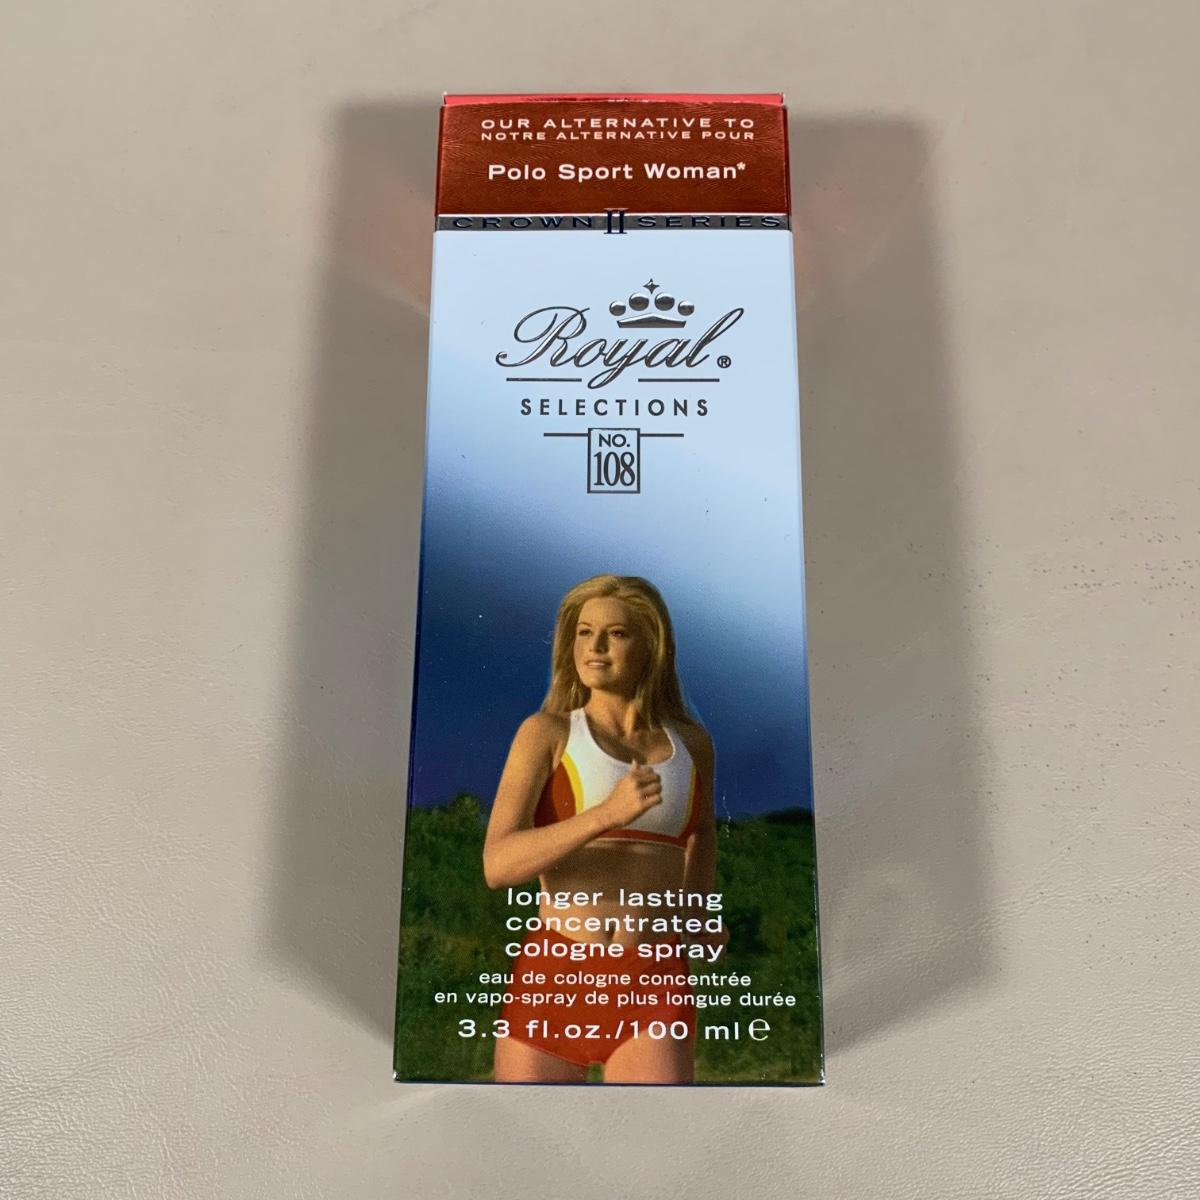 OUR ALTERNATIVE TO
NOTRE ALTERNATIVE POUR
Polo Sport Woman*
CROWN II SERIES
Royal®
SELECTIONS
NO.
108
longer lasting
concentrated
cologne spray
eau de cologne concentrée
en vapo-spray de plus longue durée
3.3 fl.oz./100 ml ℮